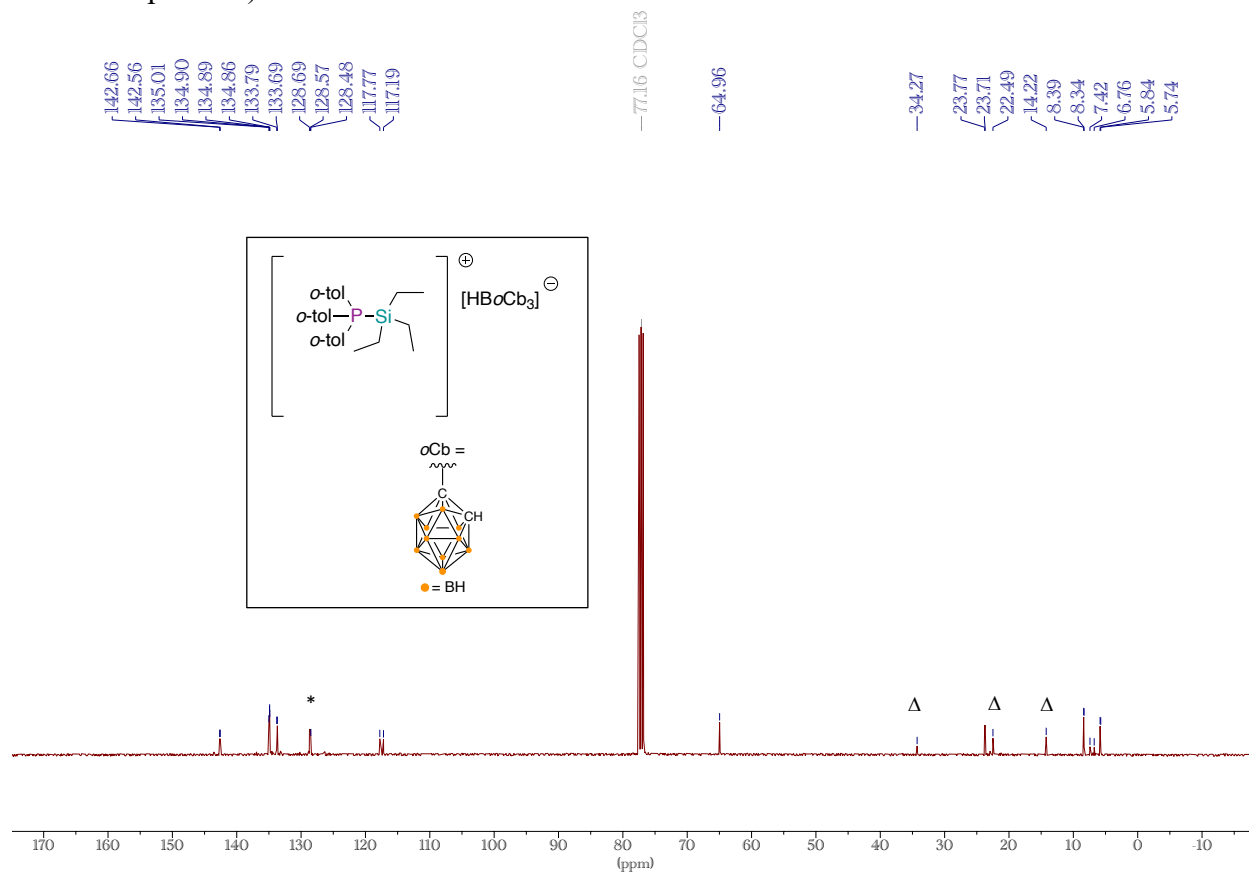 142.66
142.56
135.01
134.90
134.89
134.86
133.79
133.69
128.69
128.57
128.48
117.77
117.19
77.16 CDCl3
64.96
34.27
23.77
23.71
22.49
14.22
8.39
8.34
7.42
6.76
5.84
5.74
⊕
o-tol
o-tol P Si [HBoCb₃]⊖
o-tol
oCb =
C
CH
= BH
* Δ Δ Δ
170 160 150 140 130 120 110 100 90 80 70 60 50 40 30 20 10 0 -10
(ppm)